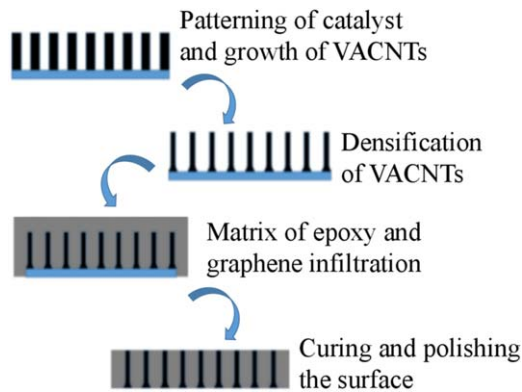 Patterning of catalyst
and growth of VACNTs
Densification
of VACNTs
Matrix of epoxy and
graphene infiltration
Curing and polishing
the surface